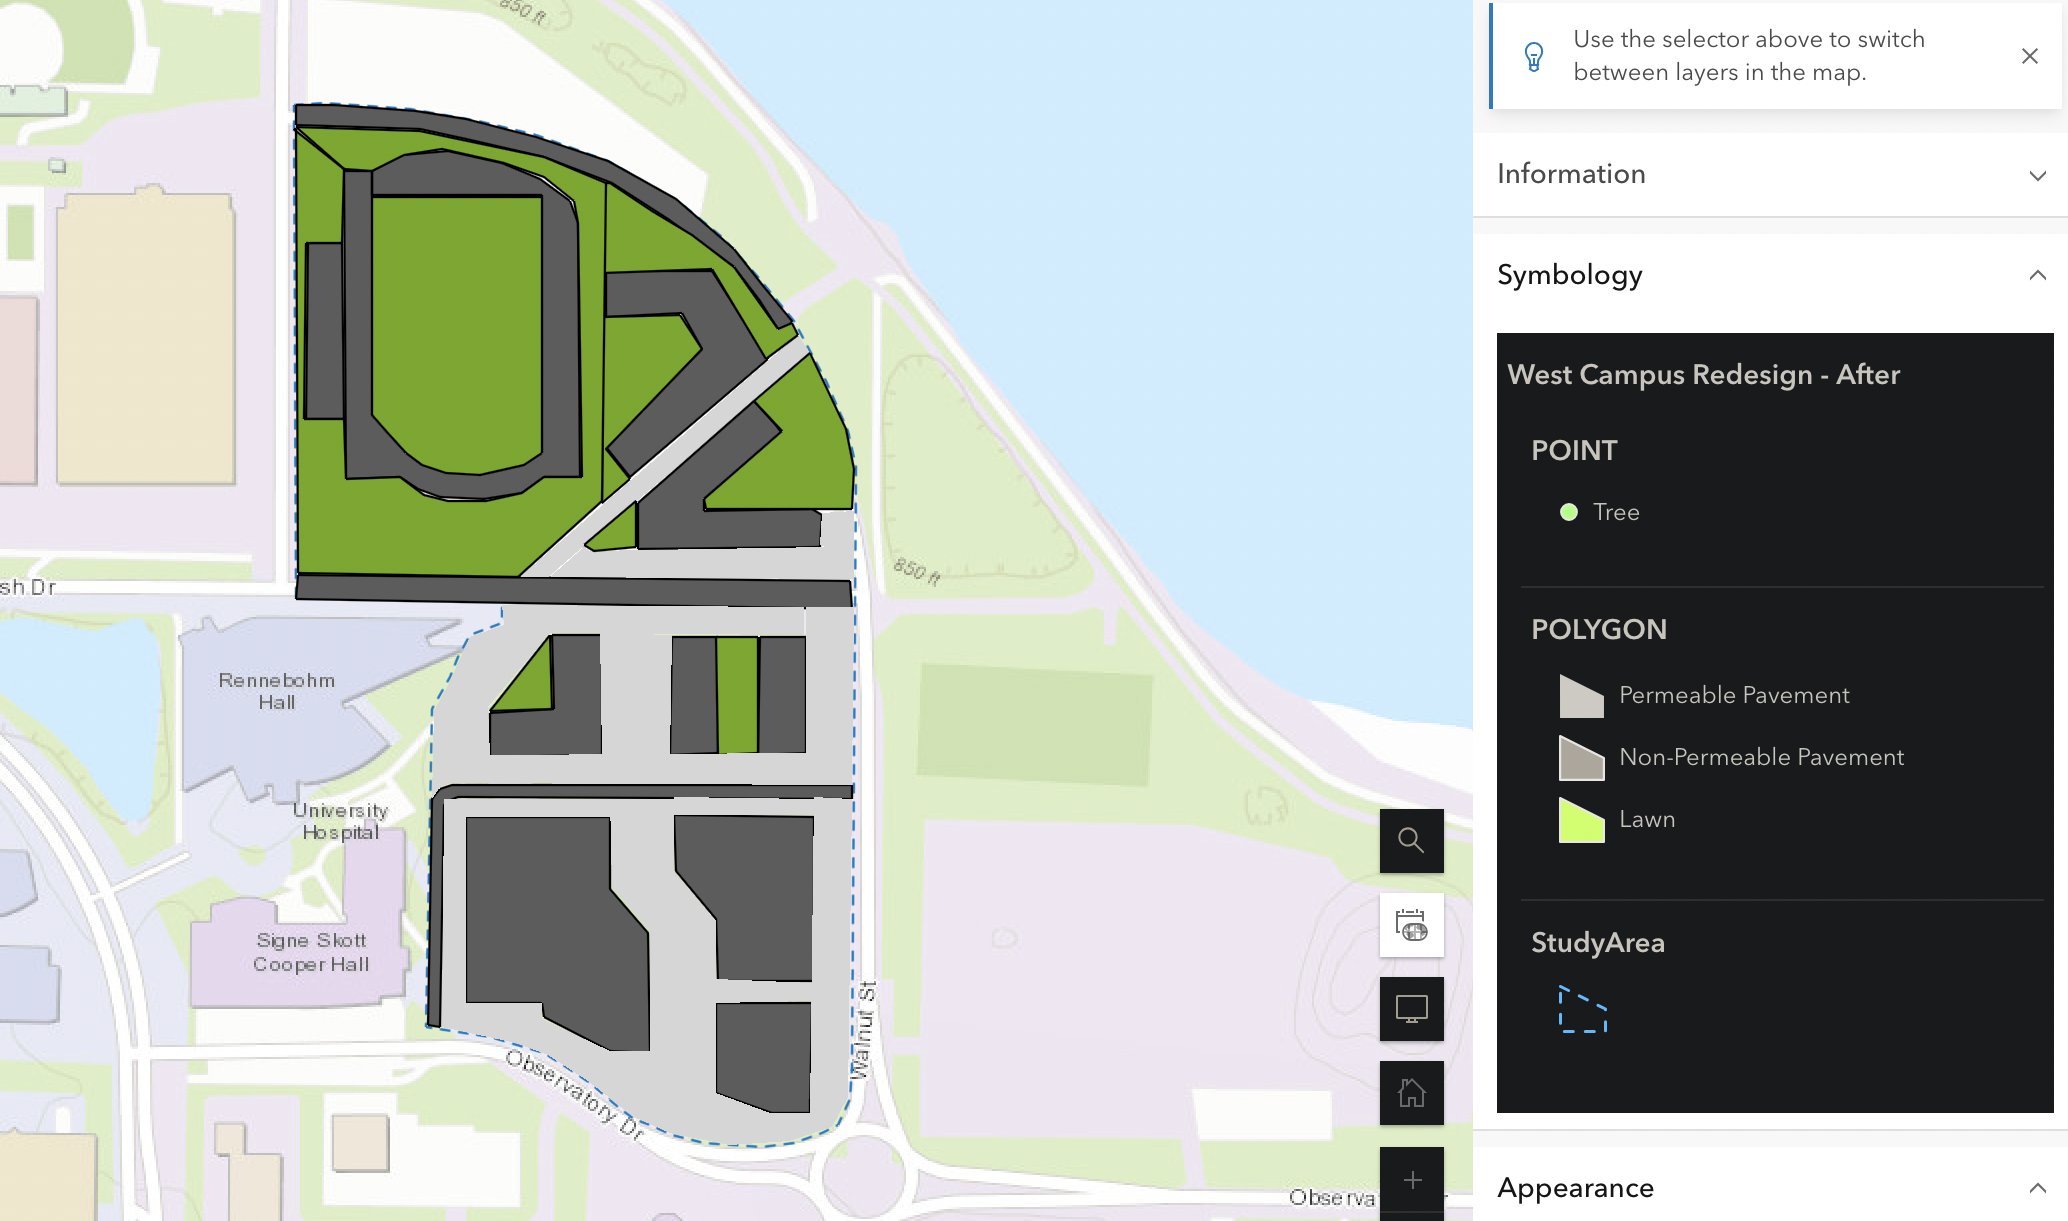 850 ft
sh Dr
Rennebohm
Hall
University
Hospital
Signe Skott
Cooper Hall
850 ft
Walnut St
Observatory Dr
Observa
r
Use the selector above to switch
between layers in the map.
Information
Symbology
West Campus Redesign - After
POINT
Tree
POLYGON
Permeable Pavement
Non-Permeable Pavement
Lawn
StudyArea
Appearance